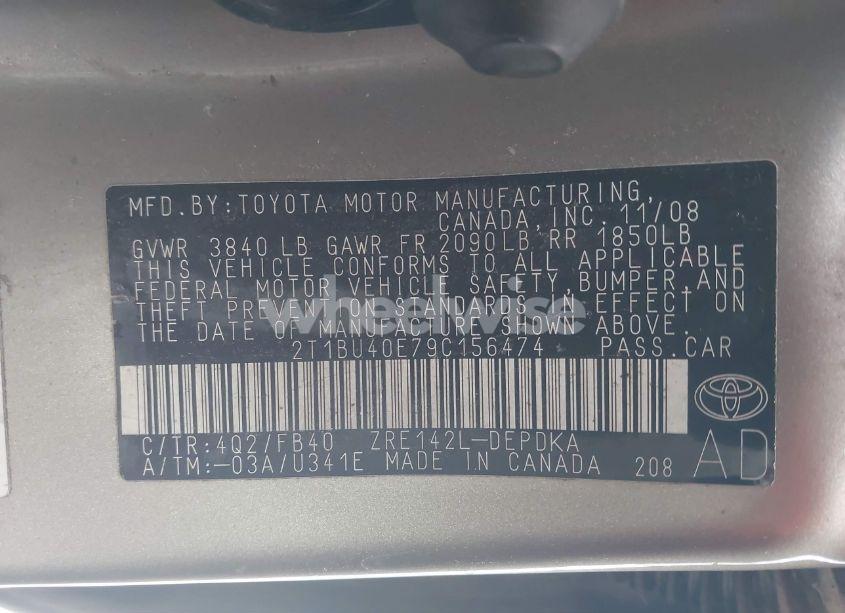 MFD.BY:TOYOTA MOTOR MANUFACTURING,
CANADA,INC. 11/08
GVWR 3840 LB GAWR FR 2090LB,RR 1850LB
THIS VEHICLE CONFORMS TO ALL APPLICABLE
FEDERAL MOTOR VEHICLE SAFETY,BUMPER,AND
THEFT PREVENTION STANDARDS IN EFFECT ON
THE DATE OF MANUFACTURE SHOWN ABOVE.
wheelwise
2T1BU40E79C156474 PASS.CAR
C/TR:4Q2/FB40 ZRE142L-DEPDKA
A/TM:-03A/U341E MADE IN CANADA 208
AD